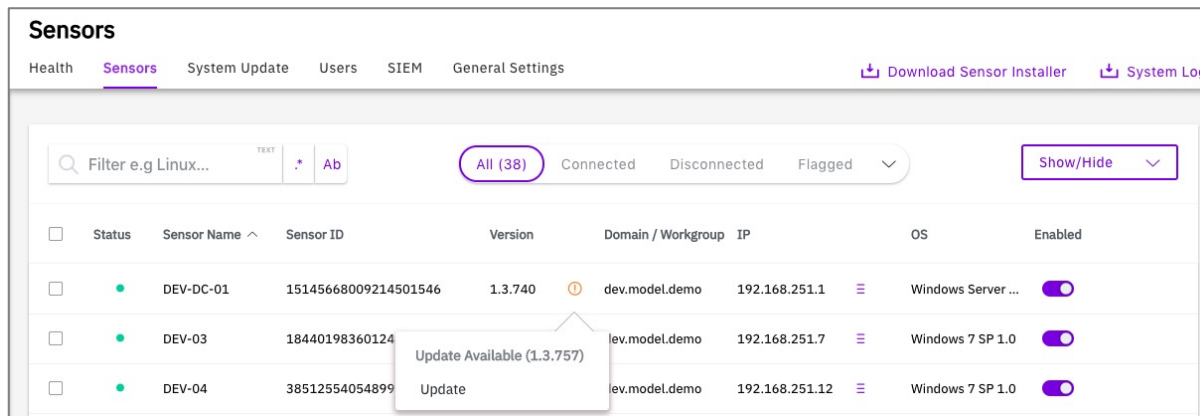 Sensors
Health Sensors System Update Users SIEM General Settings Download Sensor Installer System Log
Filter e.g Linux... TEXT .* Ab All (38) Connected Disconnected Flagged Show/Hide
Status Sensor Name Sensor ID Version Domain / Workgroup IP OS Enabled
DEV-DC-01 15145668009214501546 1.3.740 dev.model.demo 192.168.251.1 Windows Server ...
DEV-03 18440198360124 dev.model.demo 192.168.251.7 Windows 7 SP 1.0
Update Available (1.3.757)
DEV-04 38512554054899 dev.model.demo 192.168.251.12 Windows 7 SP 1.0
Update